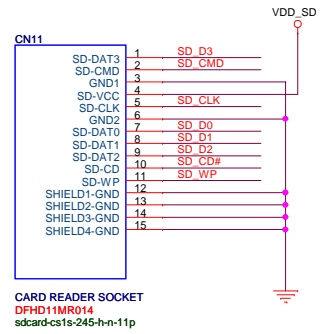 VDD_SD
CN11
SD-DAT3 1 SD_D3
SD-CMD 2 SD_CMD
GND1 3
SD-VCC 4
SD-CLK 5 SD_CLK
GND2 6
SD-DAT0 7 SD_D0
SD-DAT1 8 SD_D1
SD-DAT2 9 SD_D2
SD-CD 10 SD_CD#
SD-WP 11 SD_WP
SHIELD1-GND 12
SHIELD2-GND 13
SHIELD3-GND 14
SHIELD4-GND 15
CARD READER SOCKET
DFHD11MR014
sdcard-cs1s-245-h-n-11p